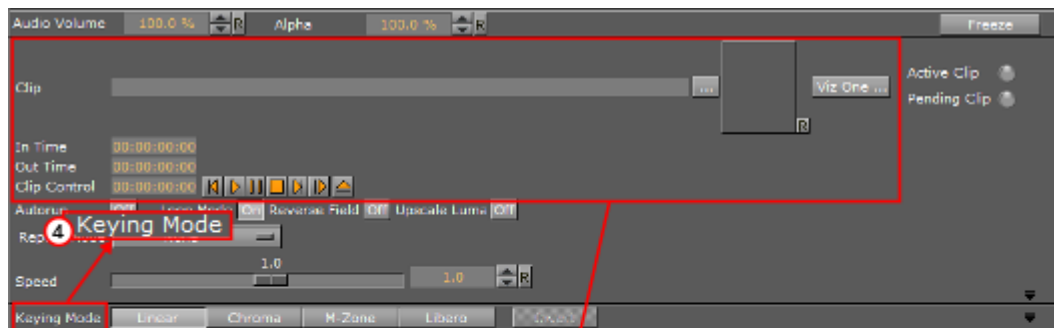 Audio Volume 100.0 % R Alpha 100.0 % R Freeze
Clip ... Viz One ... Active Clip
Pending Clip
R
In Time 00:00:00:00
Out Time 00:00:00:00
Clip Control 00:00:00:00
Autorun Off Loop Mode On Reverse Field Off Upscale Luma Off
4 Keying Mode
1.0
Speed 1.0 R
Keying Mode Linear Chroma M-Zone Libero